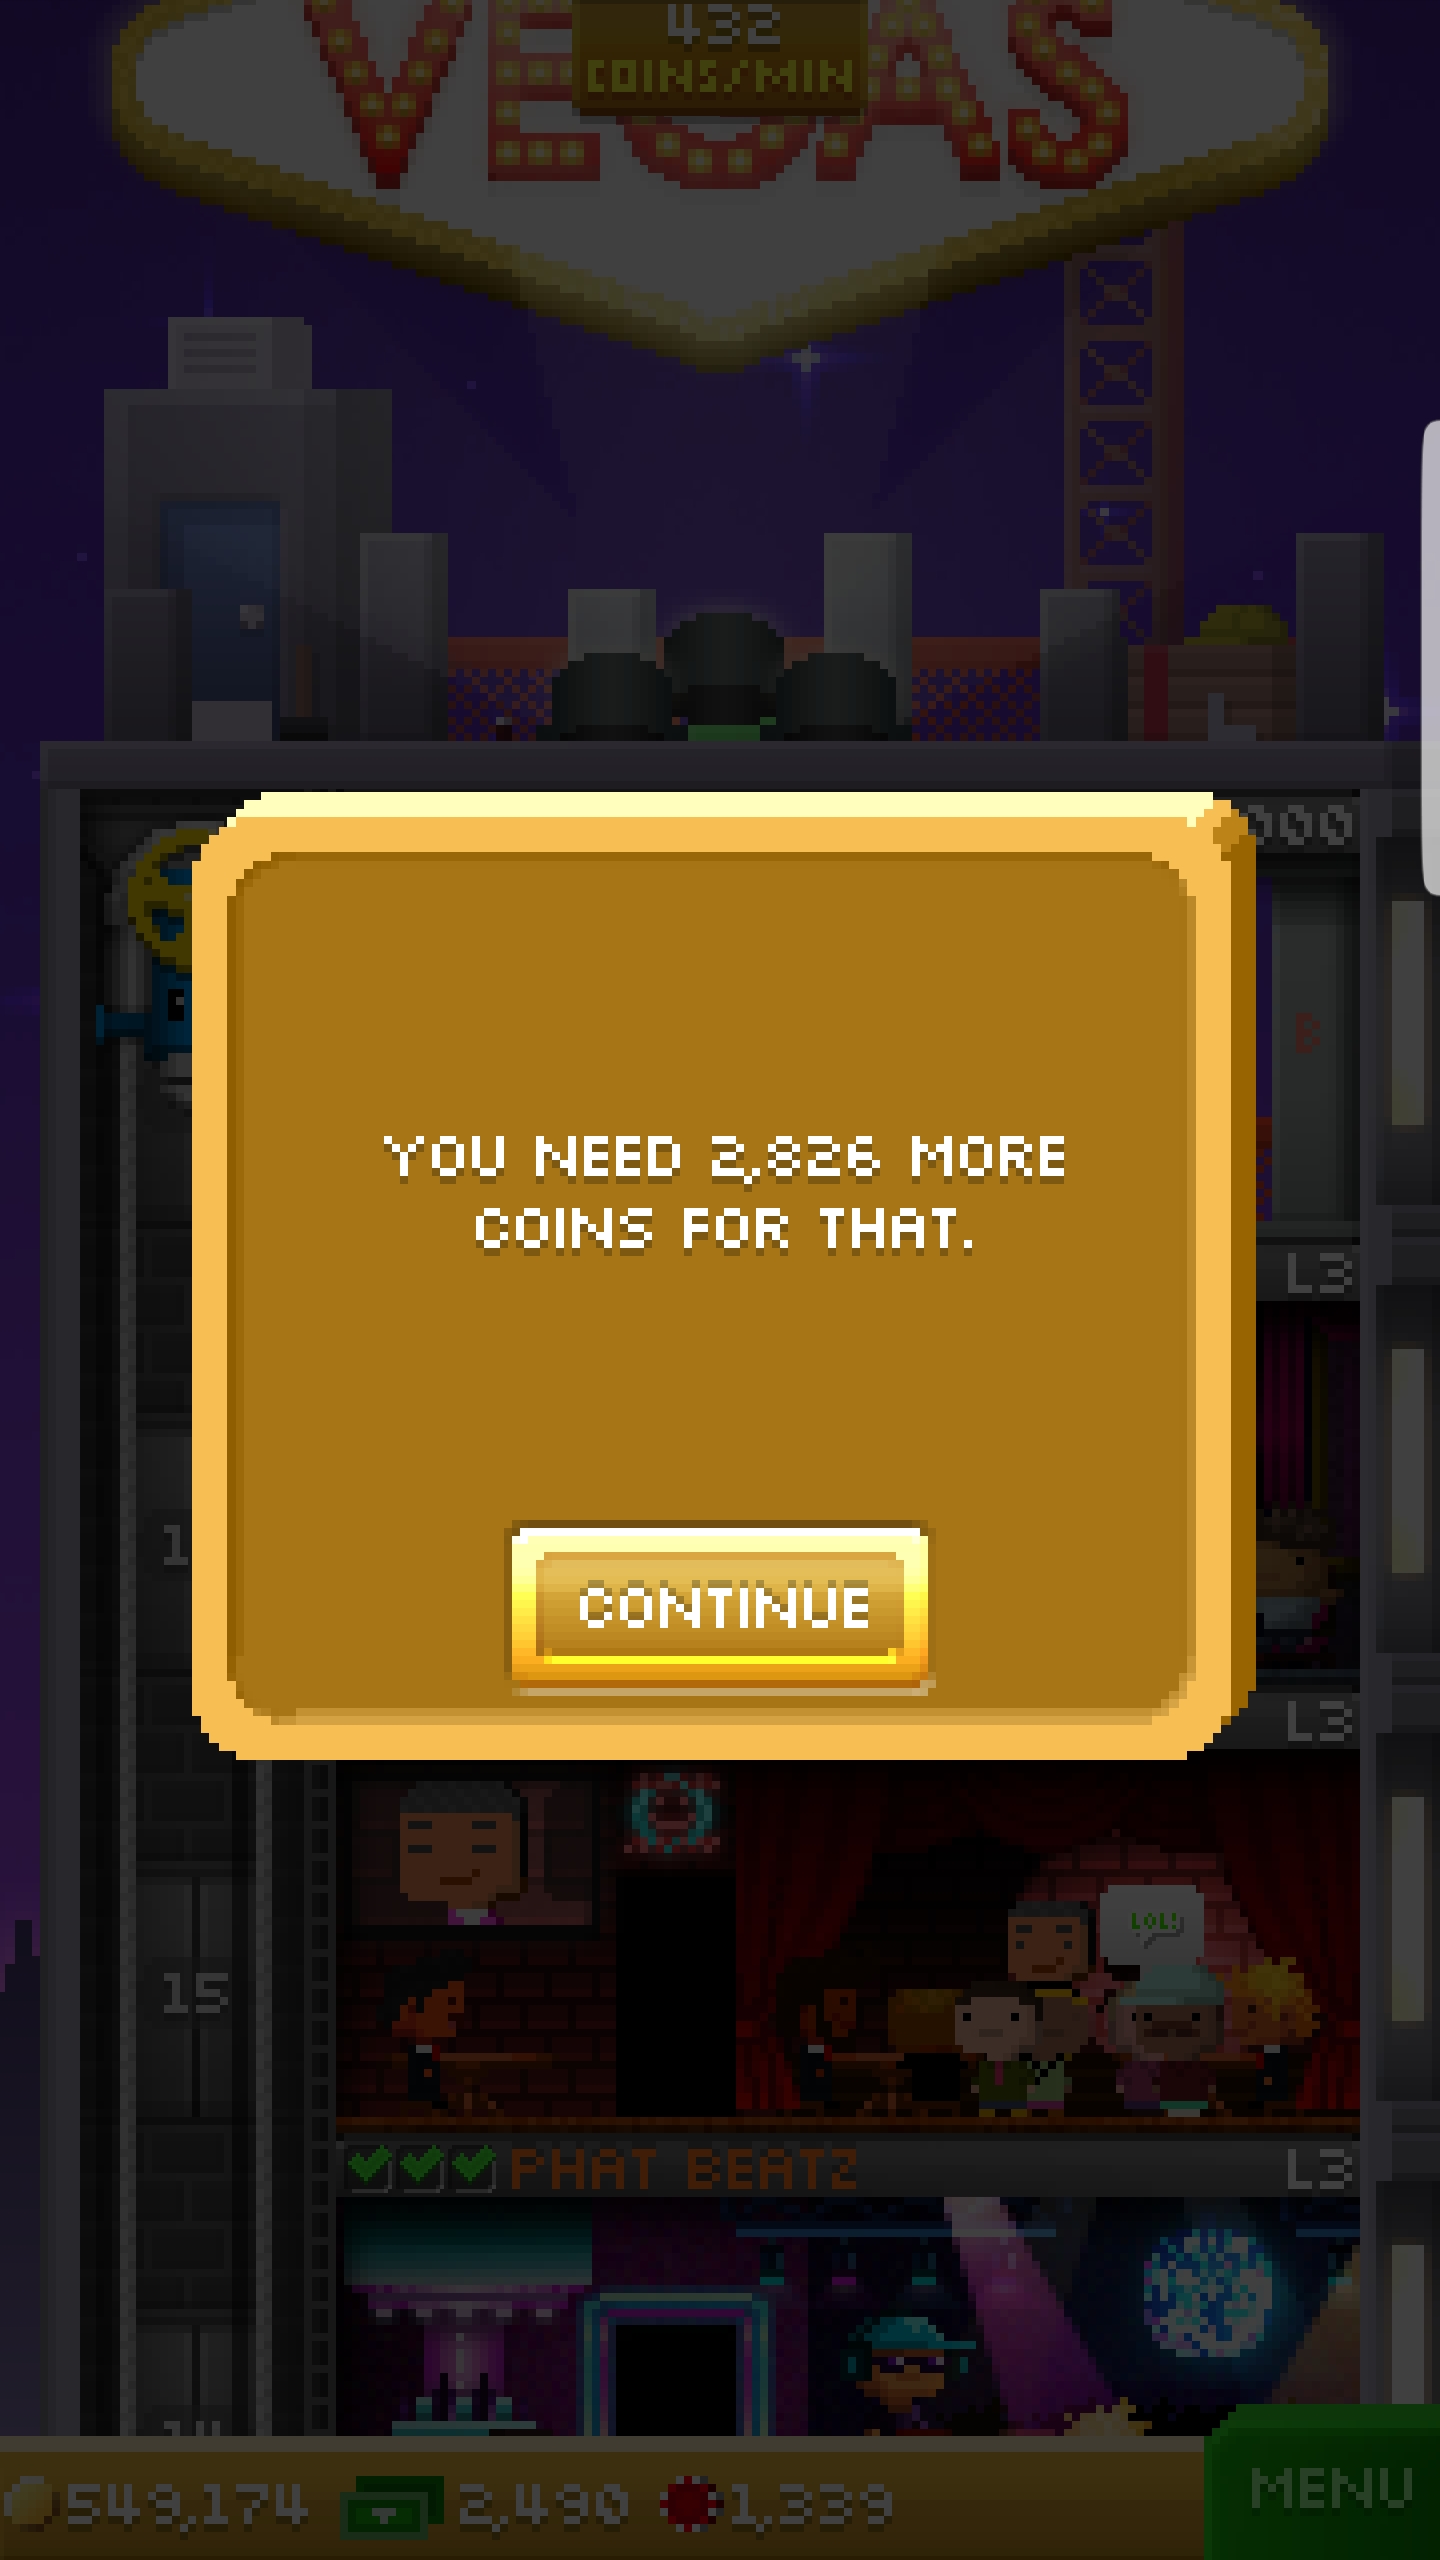 432
COINS/MIN
VEGAS
000
B
L3
YOU NEED 2,826 MORE
COINS FOR THAT.
CONTINUE
L3
LOL!
15
PHAT BEATZ
L3
14
549,174 2,490 1,339
MENU